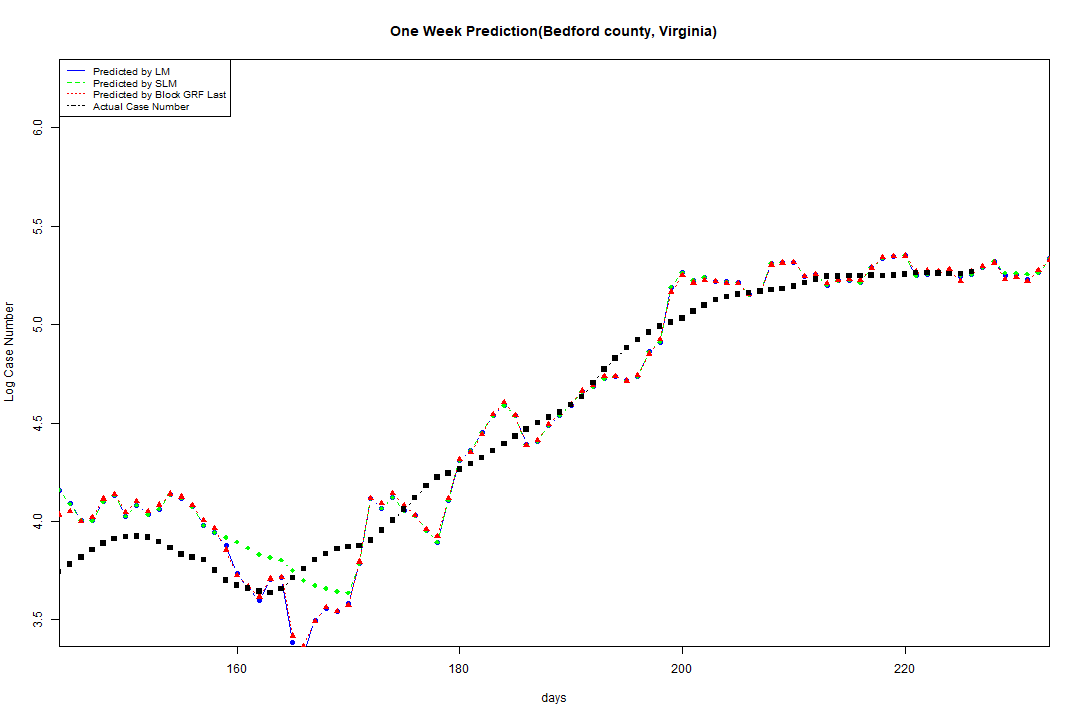 One Week Prediction(Bedford county, Virginia)
Predicted by LM
Predicted by SLM
Predicted by Block GRF Last
Actual Case Number
6.0
5.5
5.0
4.5
4.0
3.5
Log Case Number
160
180
200
220
days